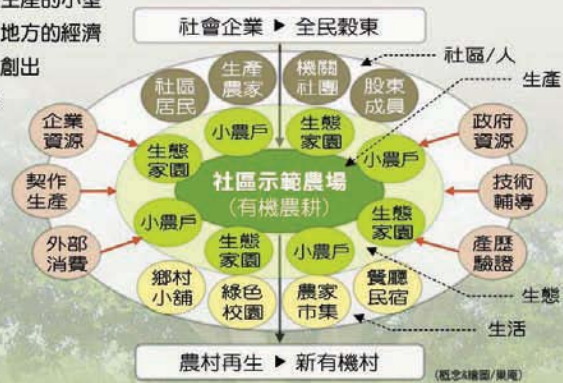 生產的小型
地方的經濟
創出
社會企業 ▶ 全民穀東
社區/人
生產
社區
居民
生產
農家
機關
社團
股東
成員
企業
資源
契作
生產
外部
消費
政府
資源
技術
輔導
產歷
驗證
小農戶
生態
家園
生態
家園
小農戶
社區示範農場
(有機農耕)
小農戶
生態
家園
生態
家園
小農戶
鄉村
小舖
綠色
校園
農家
市集
餐廳
民宿
生態
生活
農村再生 ▶ 新有機村